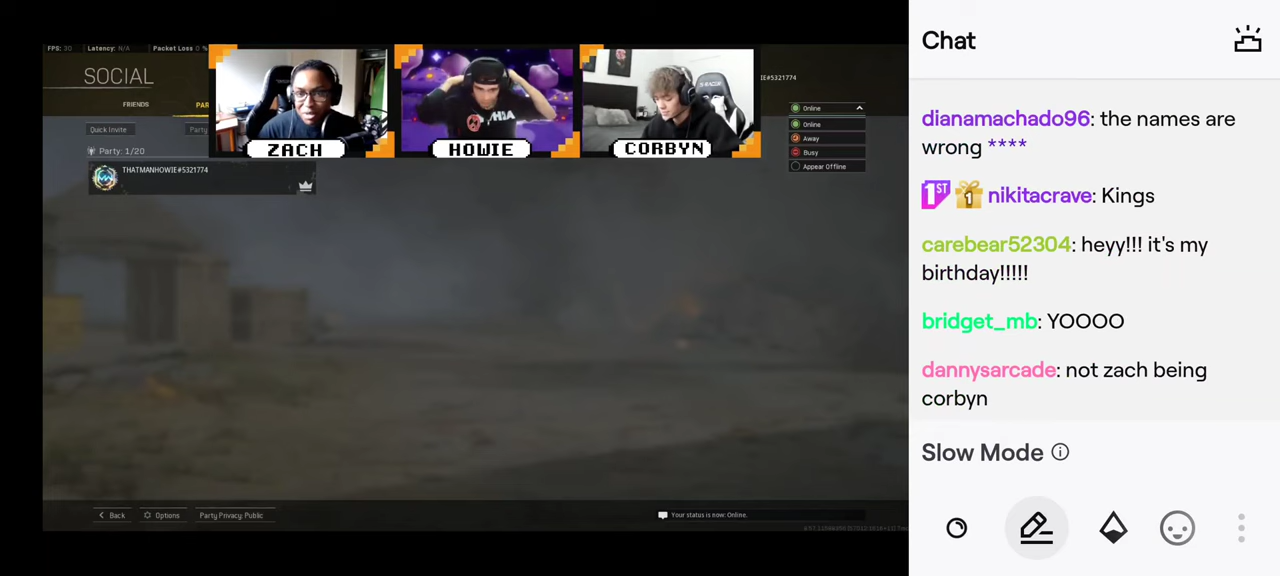 FPS: 30 Latency: N/A Packet Loss 0 %
SOCIAL
FRIENDS
PAR
Quick Invite
Party
Party: 1/20
THATMANHOWIE#5321774
ZACH
HOWIE
CORBYN
IE#5321774
Online
Online
Away
Busy
Appear Offline
Back
Options
Party Privacy: Public
Your status is now: Online.
Chat
dianamachado96: the names are
wrong ****
1ST 1 nikitacrave: Kings
carebear52304: heyy!!! it's my
birthday!!!!!
bridget_mb: YOOOO
dannysarcade: not zach being
corbyn
Slow Mode